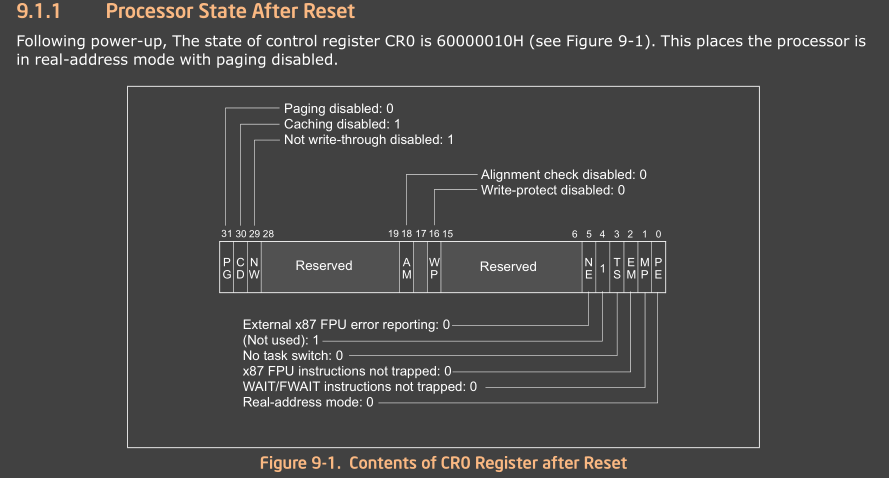 9.1.1 Processor State After Reset
Following power-up, The state of control register CR0 is 60000010H (see Figure 9-1). This places the processor is
in real-address mode with paging disabled.
Paging disabled: 0
Caching disabled: 1
Not write-through disabled: 1
Alignment check disabled: 0
Write-protect disabled: 0
31 30 29 28 19 18 17 16 15 6 5 4 3 2 1 0
PG CD NW Reserved AM WP Reserved NE 1 TS EM MP PE
External x87 FPU error reporting: 0
(Not used): 1
No task switch: 0
x87 FPU instructions not trapped: 0
WAIT/FWAIT instructions not trapped: 0
Real-address mode: 0
Figure 9-1. Contents of CR0 Register after Reset